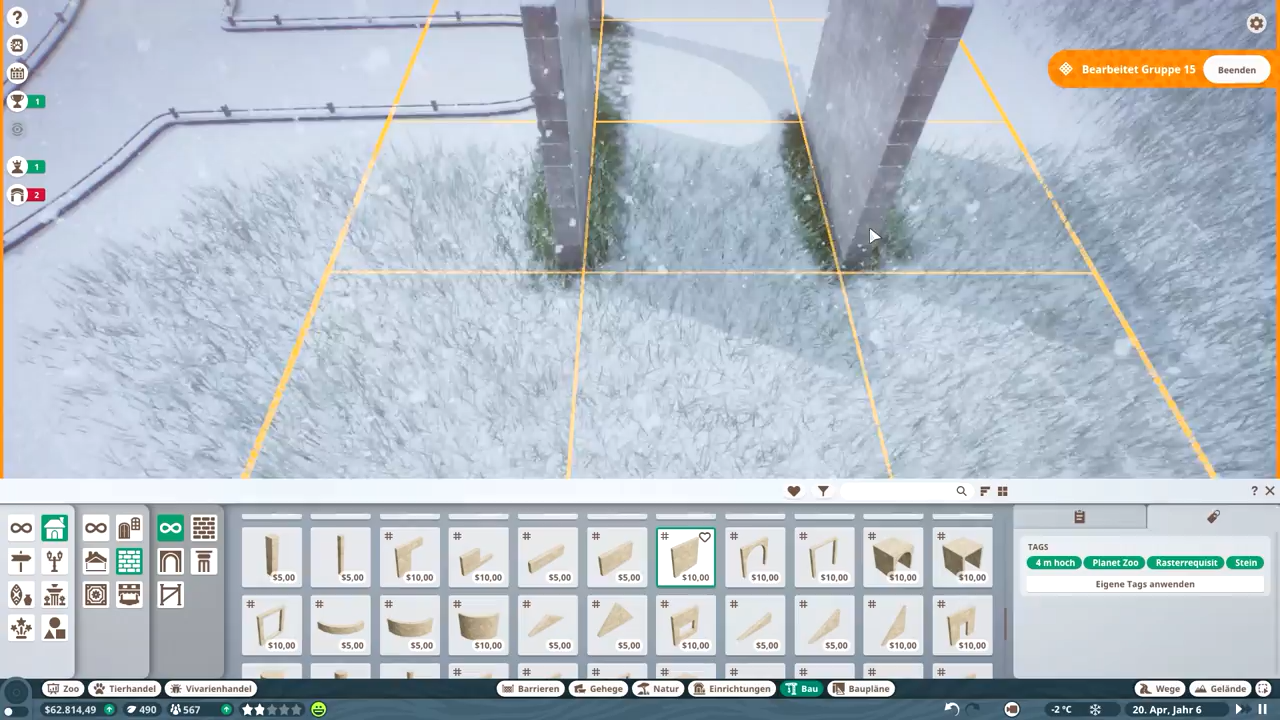 Bearbeitet Gruppe 15
Beenden
1
1
2
$5,00 $5,00 $10,00 $10,00 $5,00 $5,00 $10,00 $10,00 $10,00 $10,00 $10,00
$10,00 $5,00 $5,00 $10,00 $5,00 $5,00 $10,00 $5,00 $5,00 $10,00 $10,00
TAGS
4 m hoch Planet Zoo Rasterrequisit Stein
Eigene Tags anwenden
Zoo Tierhandel Vivarienhandel Barrieren Gehege Natur Einrichtungen Bau Baupläne Wege Gelände
$62.814,49 490 567 -2 °C 20. Apr, Jahr 6